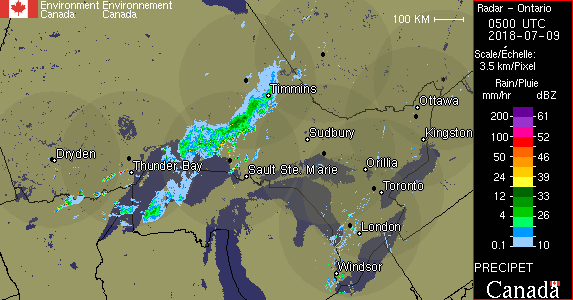 Environment Environnement
Canada Canada
100 KM
Timmins
Ottawa
Sudbury
Kingston
Dryden
Thunder Bay
Sault Ste. Marie
Orillia
Toronto
London
Windsor
Radar - Ontario
0500 UTC
2018-07-09
Scale/Échelle:
3.5 km/Pixel
Rain/Pluie
mm/hr dBZ
200 61
100 52
50 46
24 39
12 33
4 26
0.1 10
PRECIPET
Canada